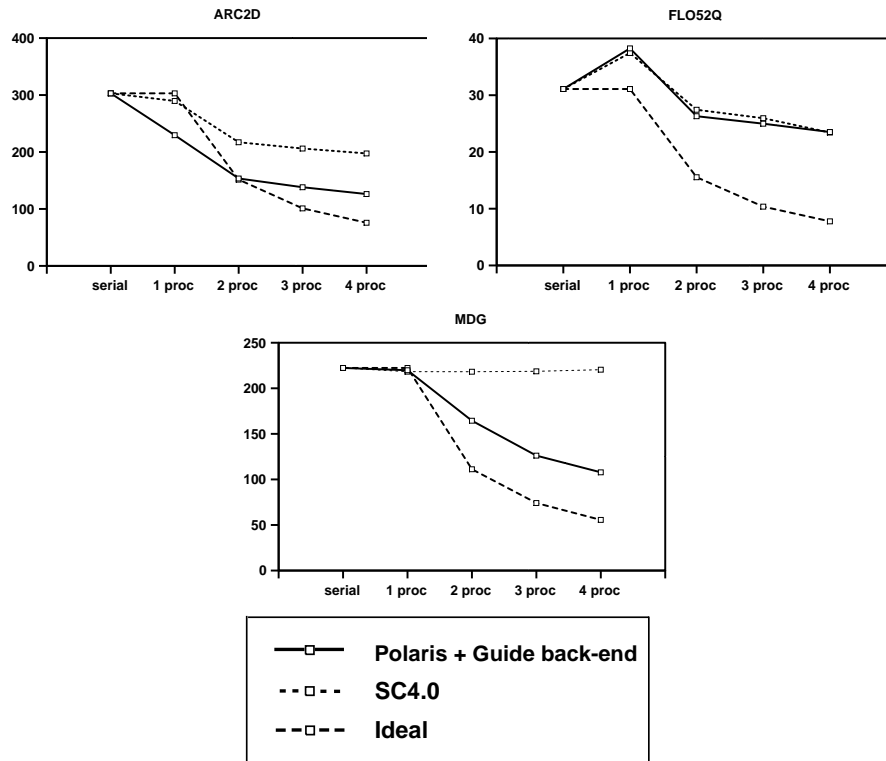 ARC2D
400
300
200
100
0
serial 1 proc 2 proc 3 proc 4 proc
FLO52Q
40
30
20
10
0
serial 1 proc 2 proc 3 proc 4 proc
MDG
250
200
150
100
50
0
serial 1 proc 2 proc 3 proc 4 proc
Polaris + Guide back-end
SC4.0
Ideal